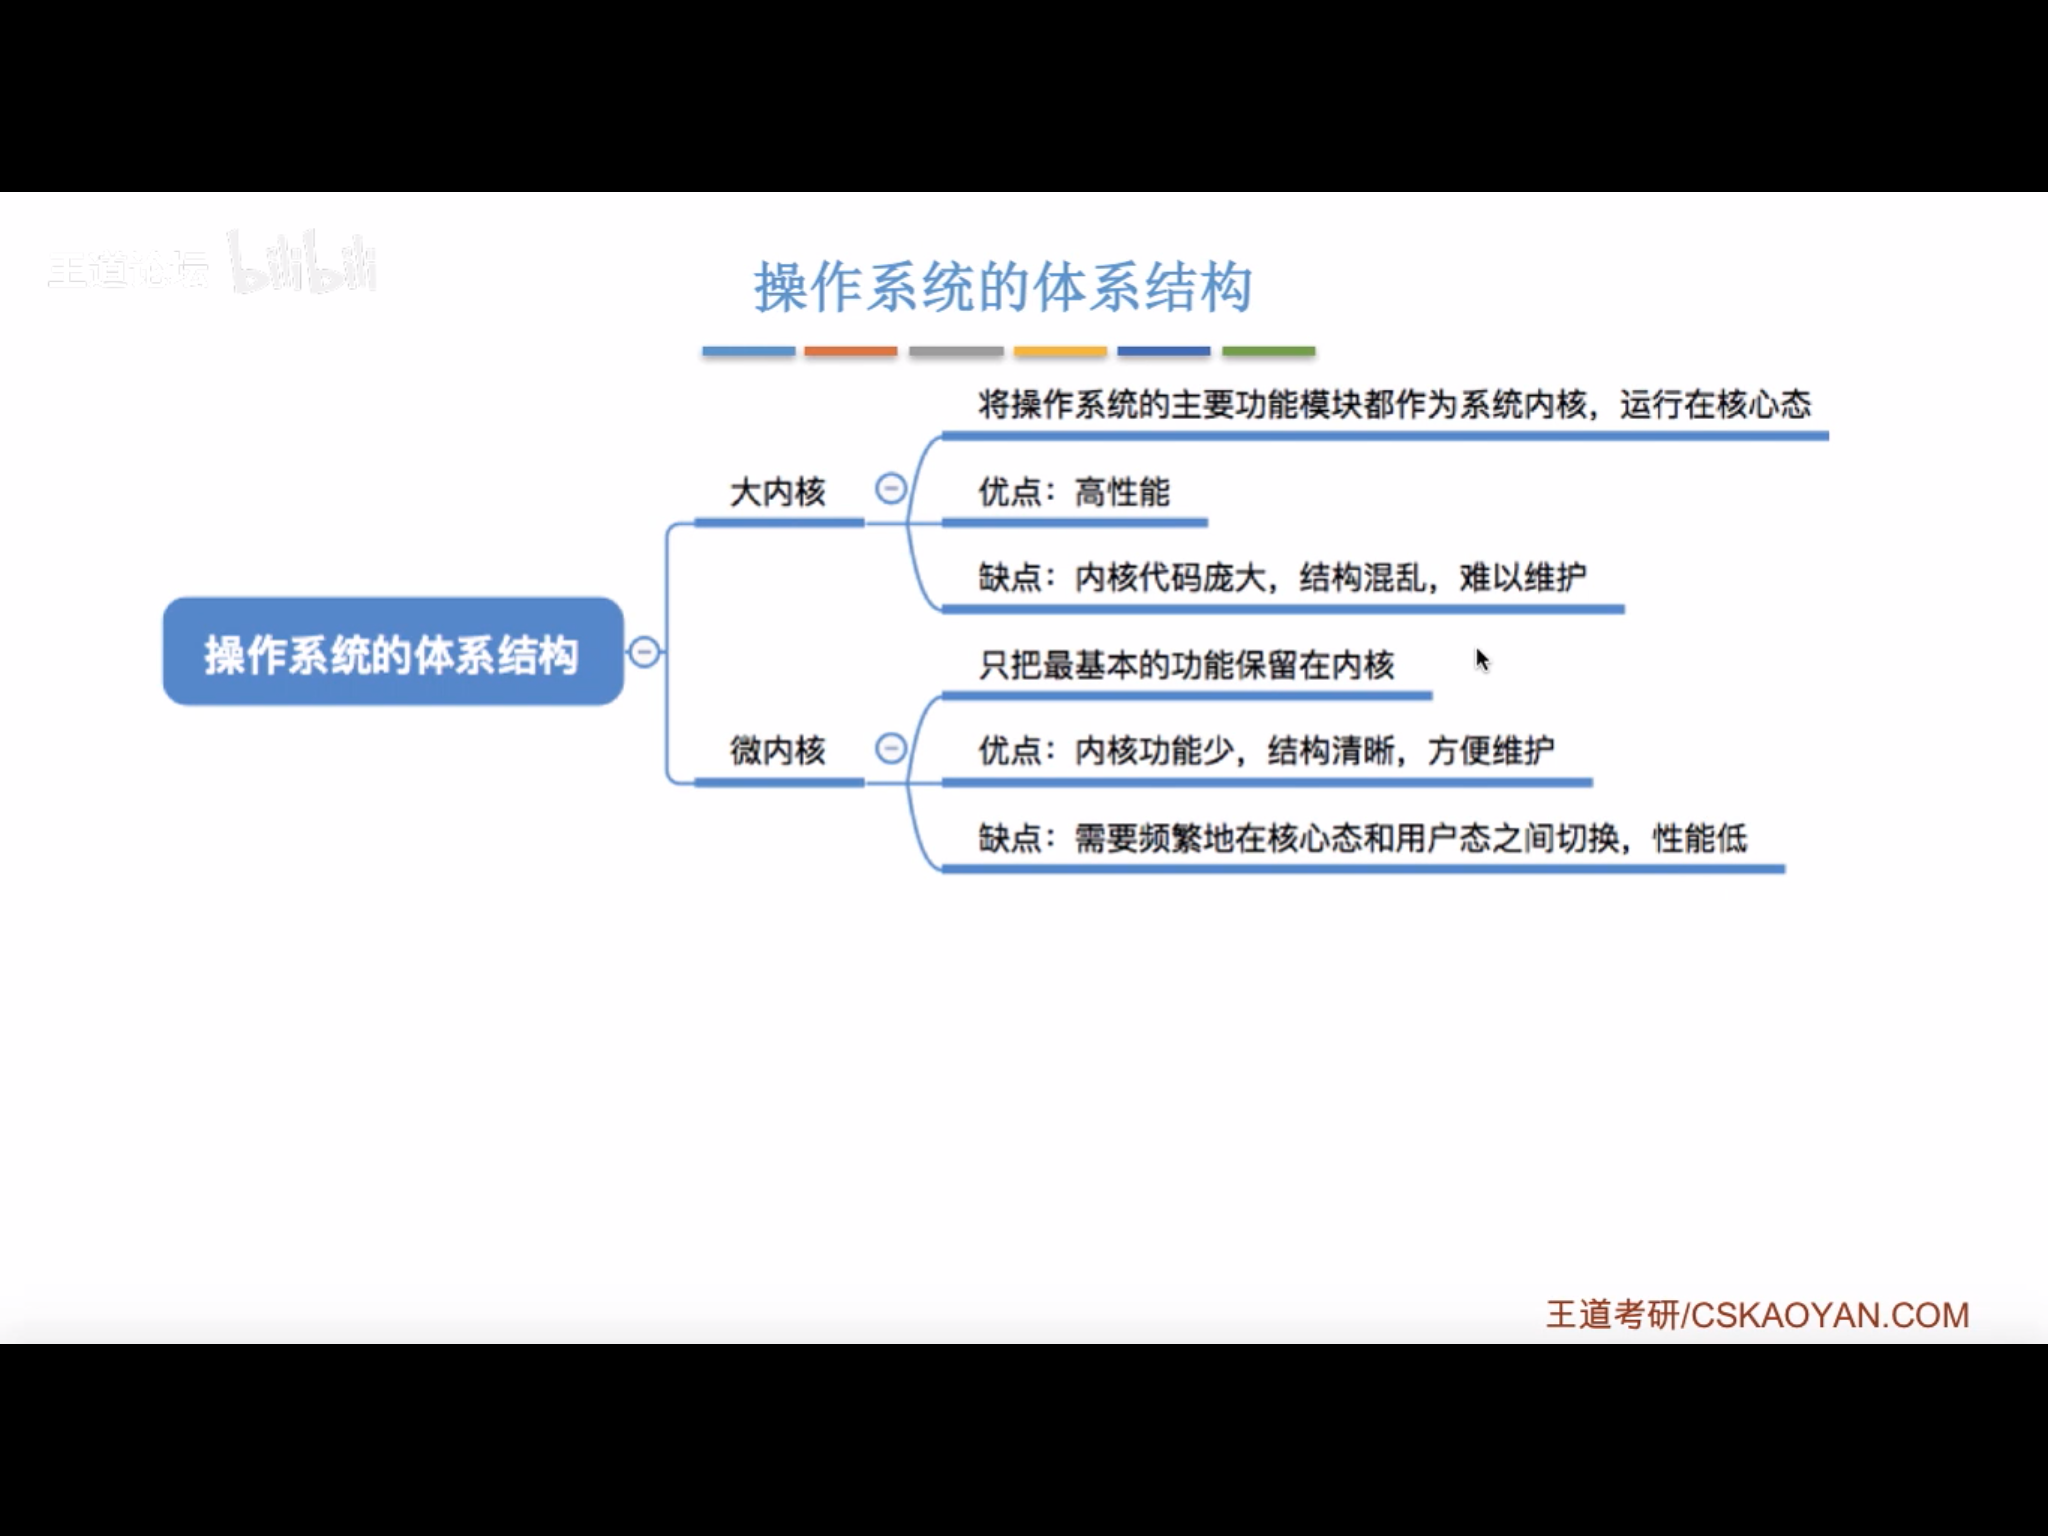 王道论坛 bilibili
操作系统的体系结构
将操作系统的主要功能模块都作为系统内核，运行在核心态
大内核
优点：高性能
缺点：内核代码庞大，结构混乱，难以维护
操作系统的体系结构
只把最基本的功能保留在内核
微内核
优点：内核功能少，结构清晰，方便维护
缺点：需要频繁地在核心态和用户态之间切换，性能低
王道考研/CSKAOYAN.COM